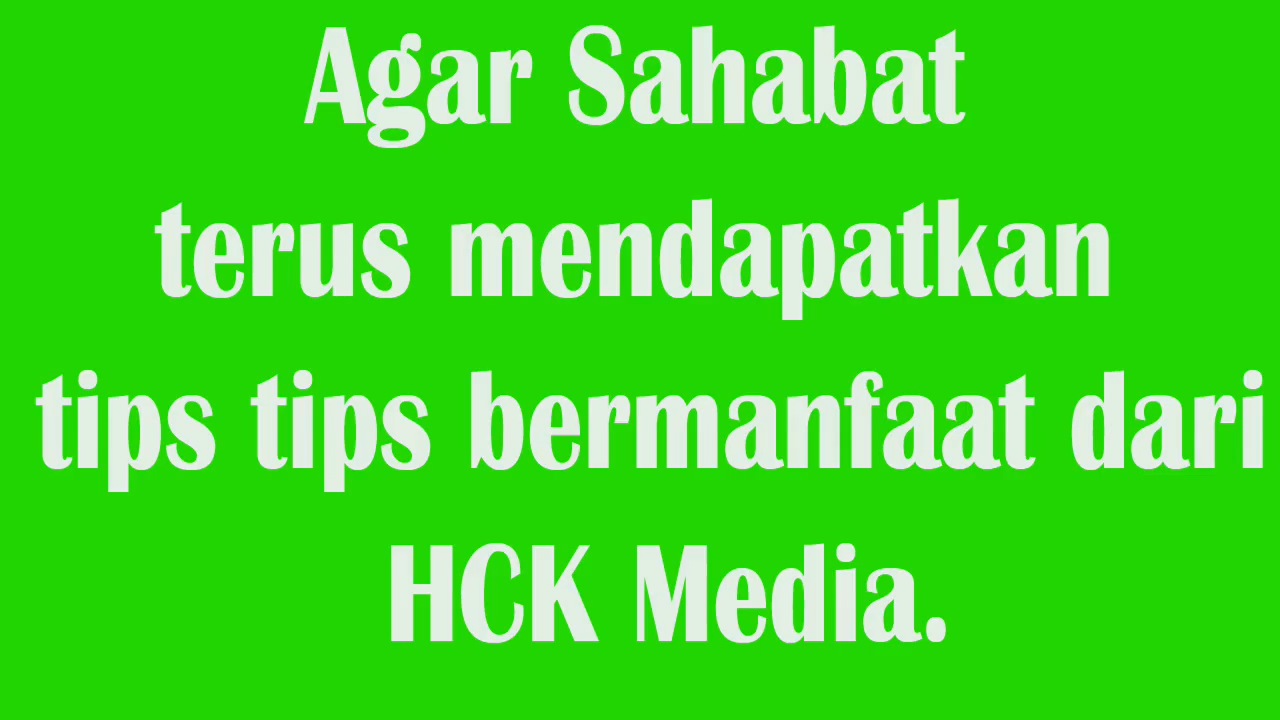 Agar Sahabat
terus mendapatkan
tips tips bermanfaat dari
HCK Media.